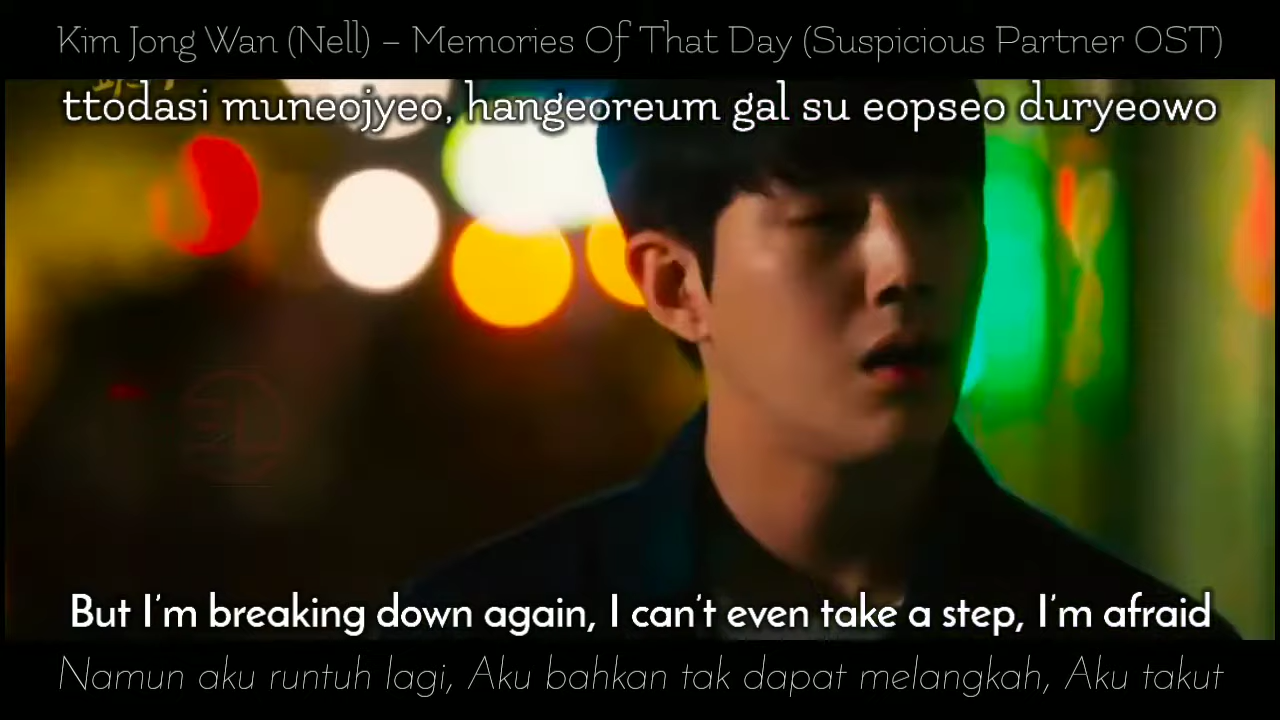 Kim Jong Wan (Nell) – Memories Of That Day (Suspicious Partner OST)
ttodasi muneojyeo, hangeoreum gal su eopseo duryeowo
But I'm breaking down again, I can't even take a step, I'm afraid
Namun aku runtuh lagi, Aku bahkan tak dapat melangkah, Aku takut